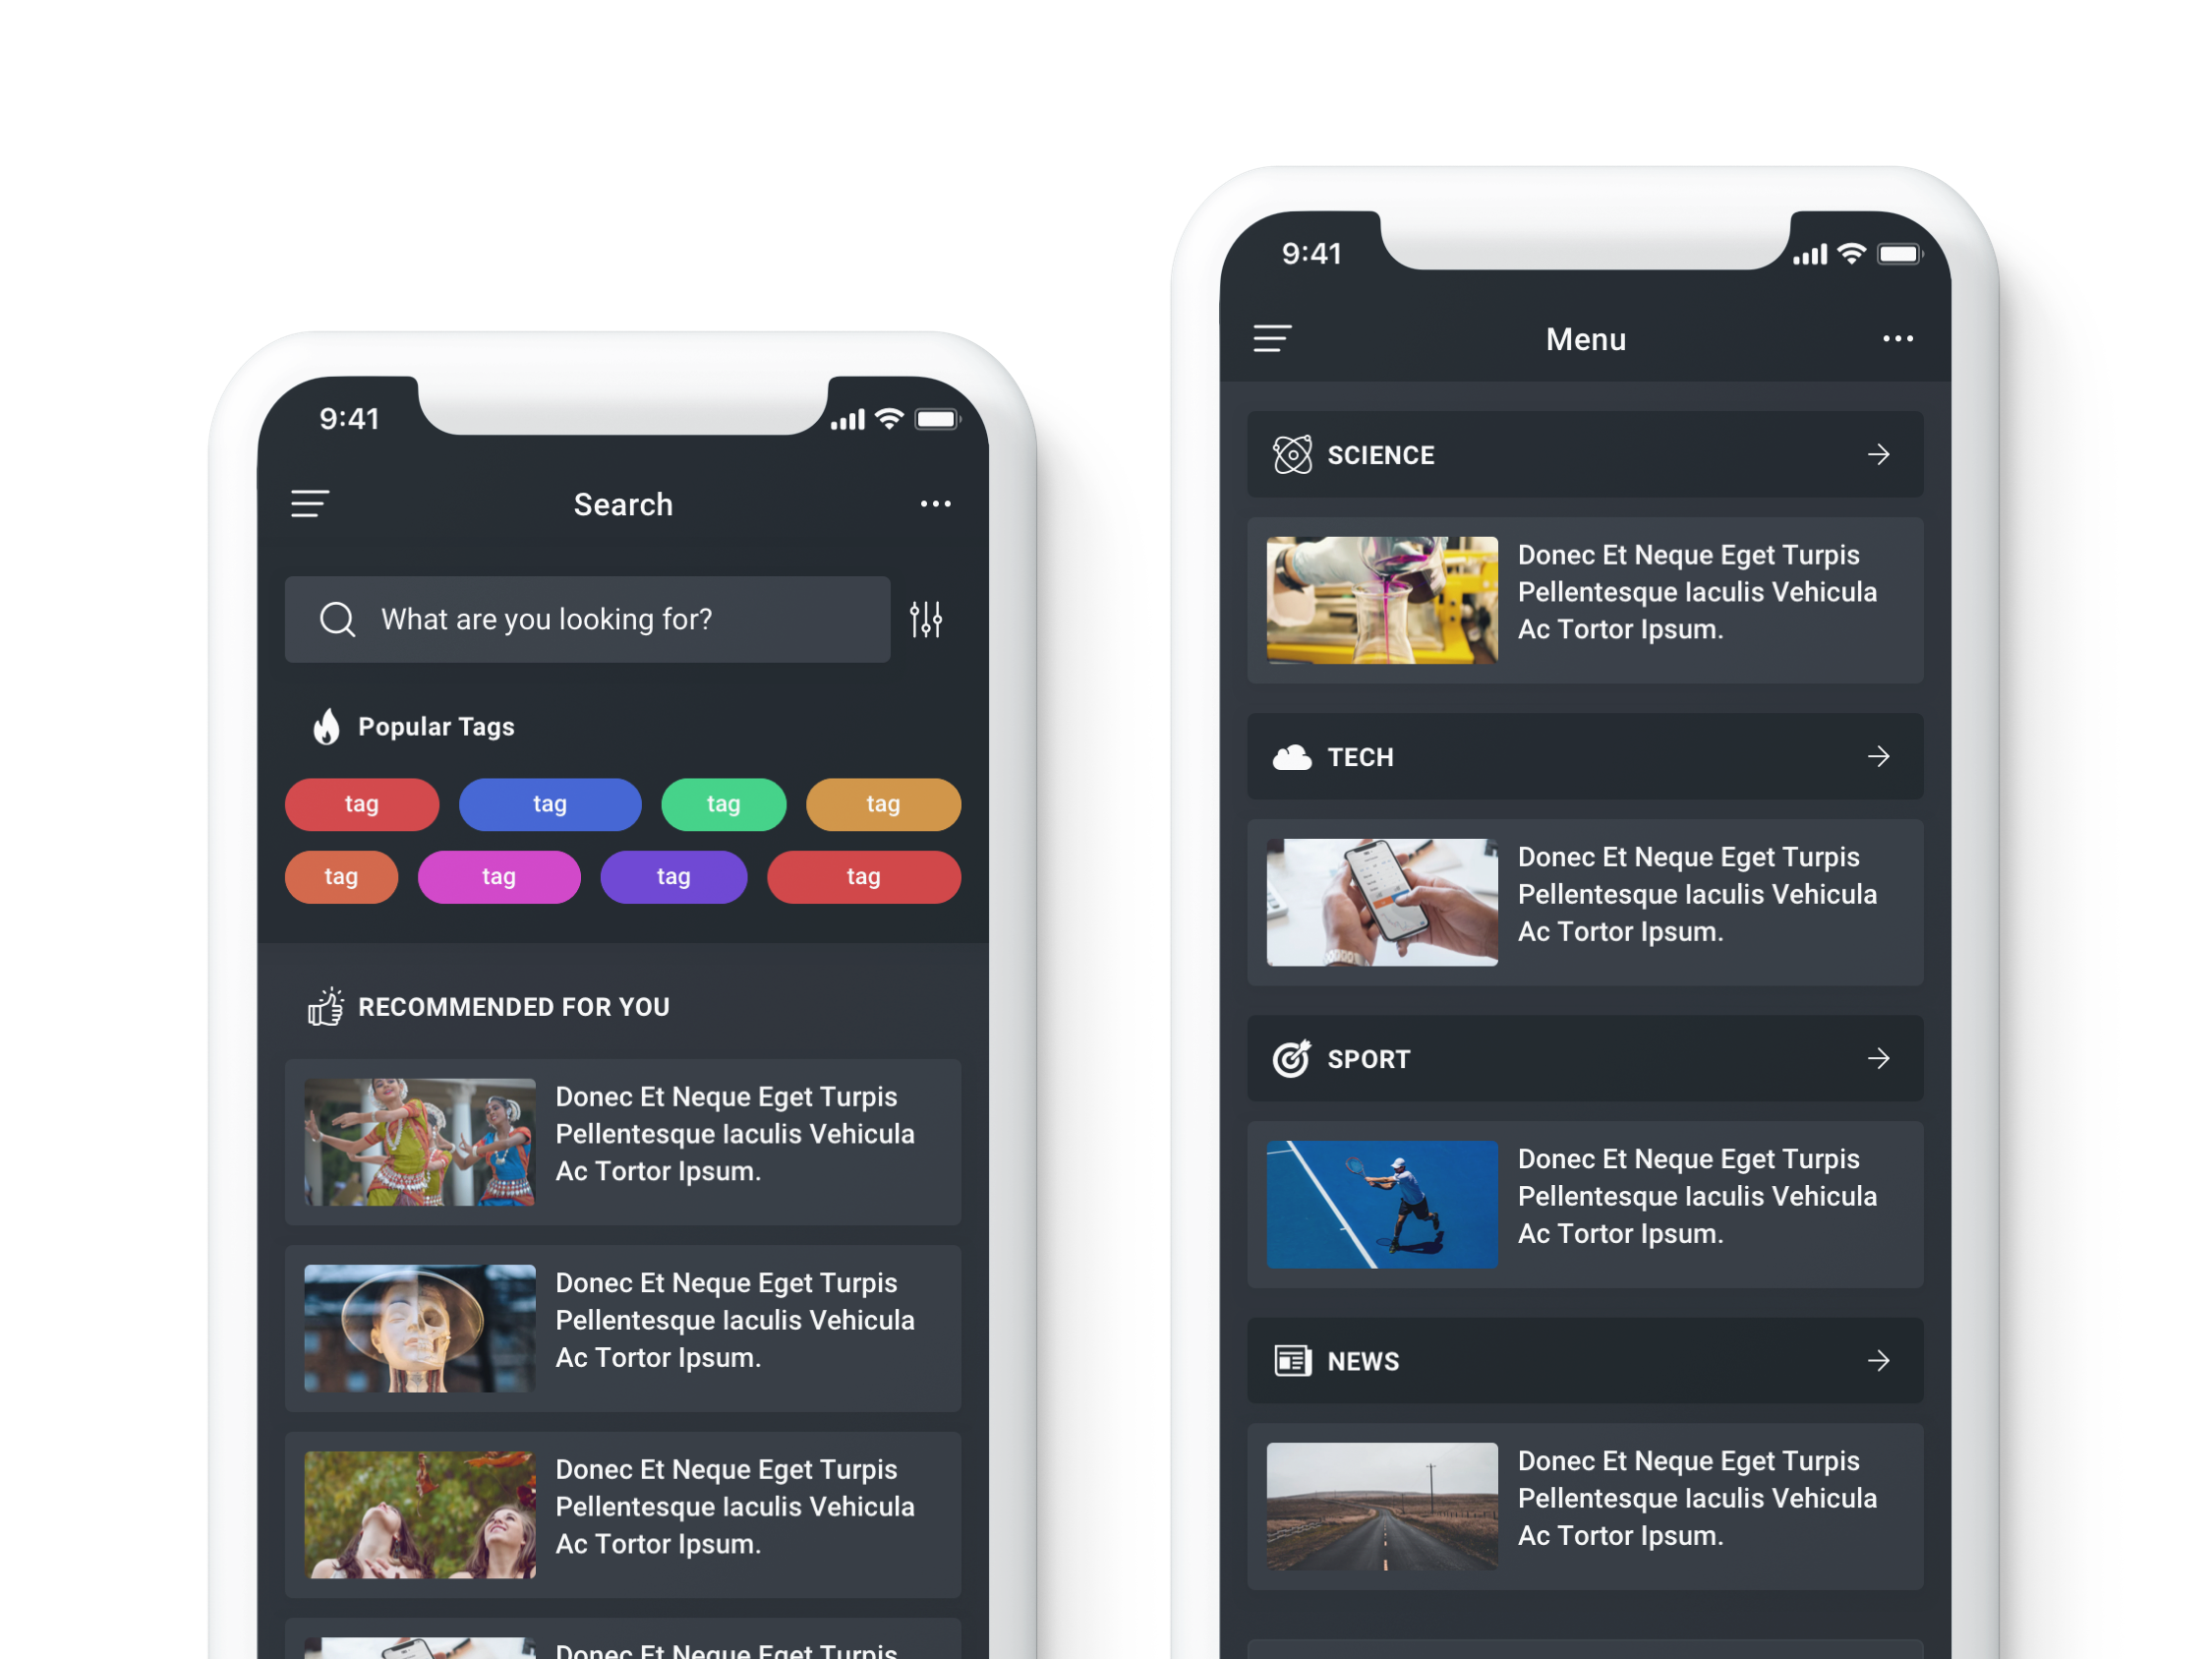 9:41
Search
What are you looking for?
Popular Tags
tag tag tag tag
tag tag tag tag
RECOMMENDED FOR YOU
Donec Et Neque Eget Turpis
Pellentesque Iaculis Vehicula
Ac Tortor Ipsum.
Donec Et Neque Eget Turpis
Pellentesque Iaculis Vehicula
Ac Tortor Ipsum.
Donec Et Neque Eget Turpis
Pellentesque Iaculis Vehicula
Ac Tortor Ipsum.
Donec Et Neque Eget Turpis
9:41
Menu
SCIENCE
Donec Et Neque Eget Turpis
Pellentesque Iaculis Vehicula
Ac Tortor Ipsum.
TECH
Donec Et Neque Eget Turpis
Pellentesque Iaculis Vehicula
Ac Tortor Ipsum.
SPORT
Donec Et Neque Eget Turpis
Pellentesque Iaculis Vehicula
Ac Tortor Ipsum.
NEWS
Donec Et Neque Eget Turpis
Pellentesque Iaculis Vehicula
Ac Tortor Ipsum.